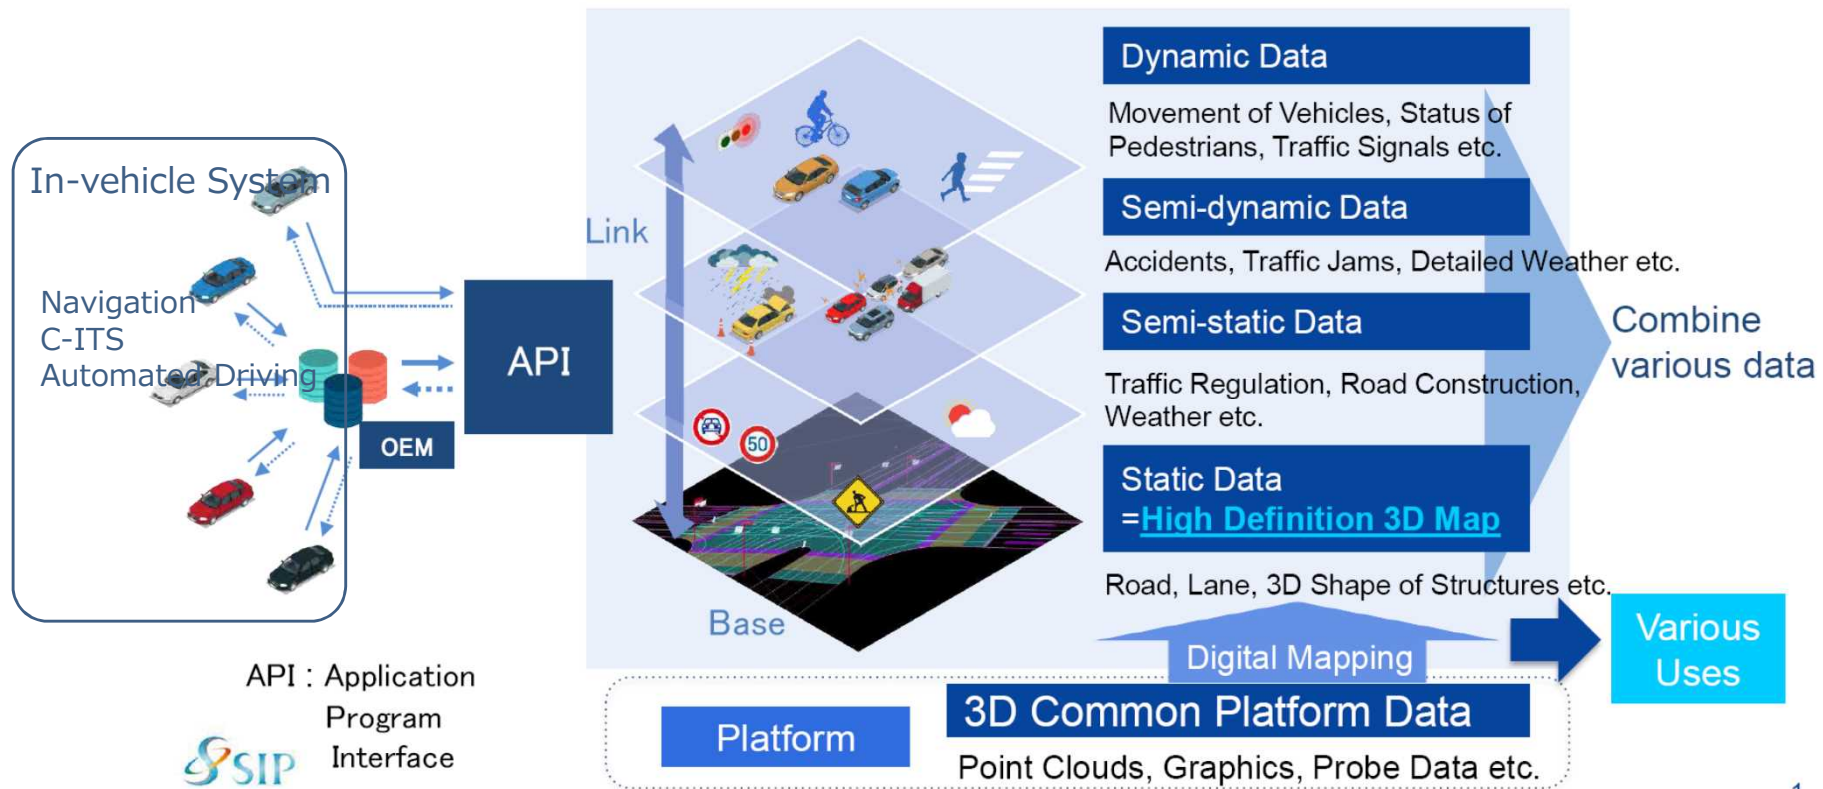 In-vehicle System
Navigation
C-ITS
Automated Driving
OEM
API
Link
Base
50
Dynamic Data
Movement of Vehicles, Status of
Pedestrians, Traffic Signals etc.
Semi-dynamic Data
Accidents, Traffic Jams, Detailed Weather etc.
Semi-static Data
Traffic Regulation, Road Construction,
Weather etc.
Static Data
=High Definition 3D Map
Road, Lane, 3D Shape of Structures etc.
Combine
various data
Digital Mapping
Various
Uses
Platform
3D Common Platform Data
Point Clouds, Graphics, Probe Data etc.
API : Application
Program
Interface
SIP
1